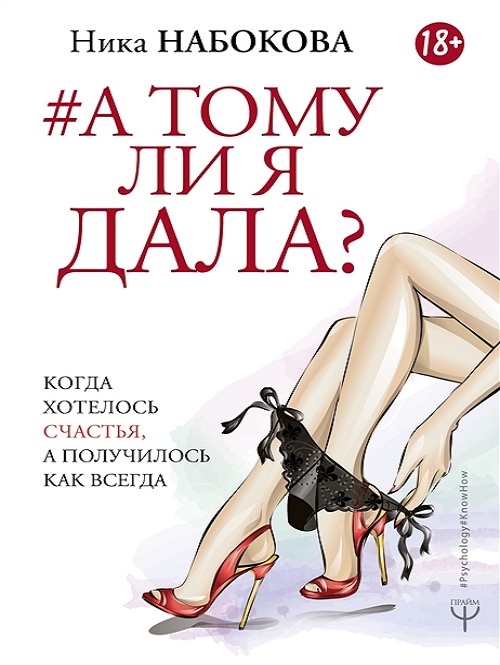 Ника НАБОКОВА
18+
#А ТОМУ
ЛИ Я
ДАЛА?
КОГДА
ХОТЕЛОСЬ
СЧАСТЬЯ,
А ПОЛУЧИЛОСЬ
КАК ВСЕГДА
#Psychology#KnowHow
ПРАЙМ